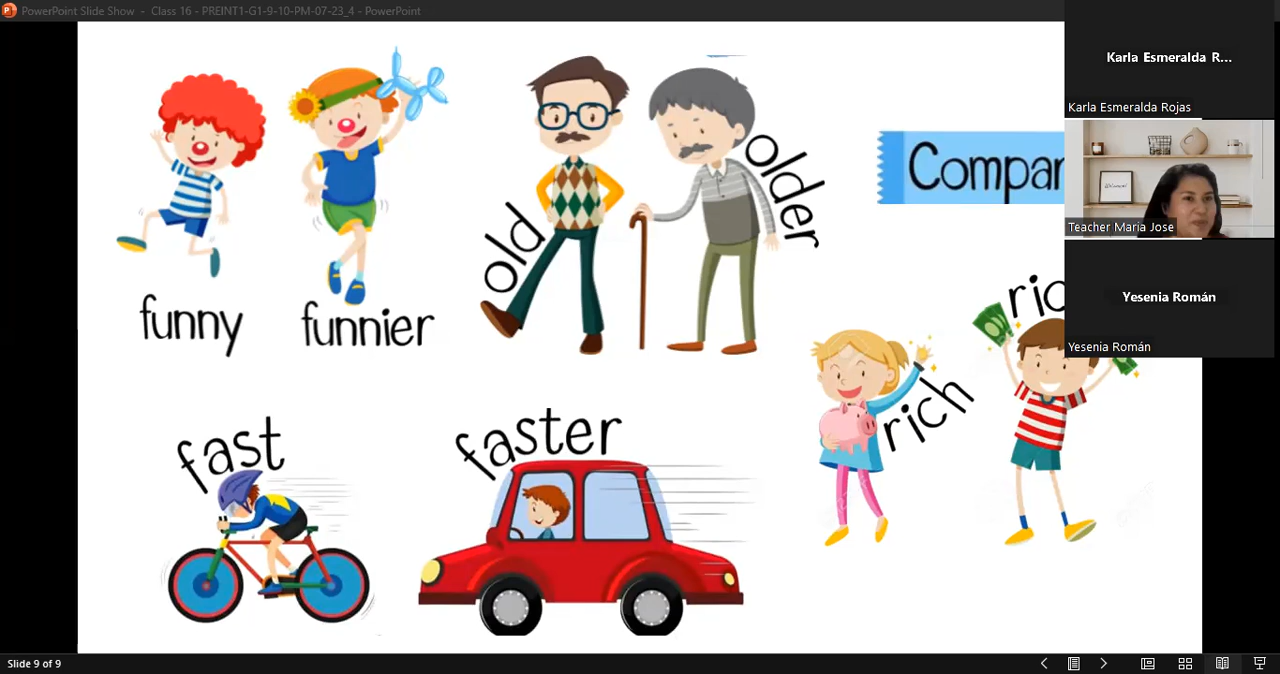 PowerPoint Slide Show - Class 16 - PREINT1-G1-9-10-PM-07-23_4 - PowerPoint
Karla Esmeralda R...
Karla Esmeralda Rojas
Teacher Maria Jose
Yesenia Román
Yesenia Román
funny
funnier
old
older
Compar
rich
ric
fast
faster
Slide 9 of 9